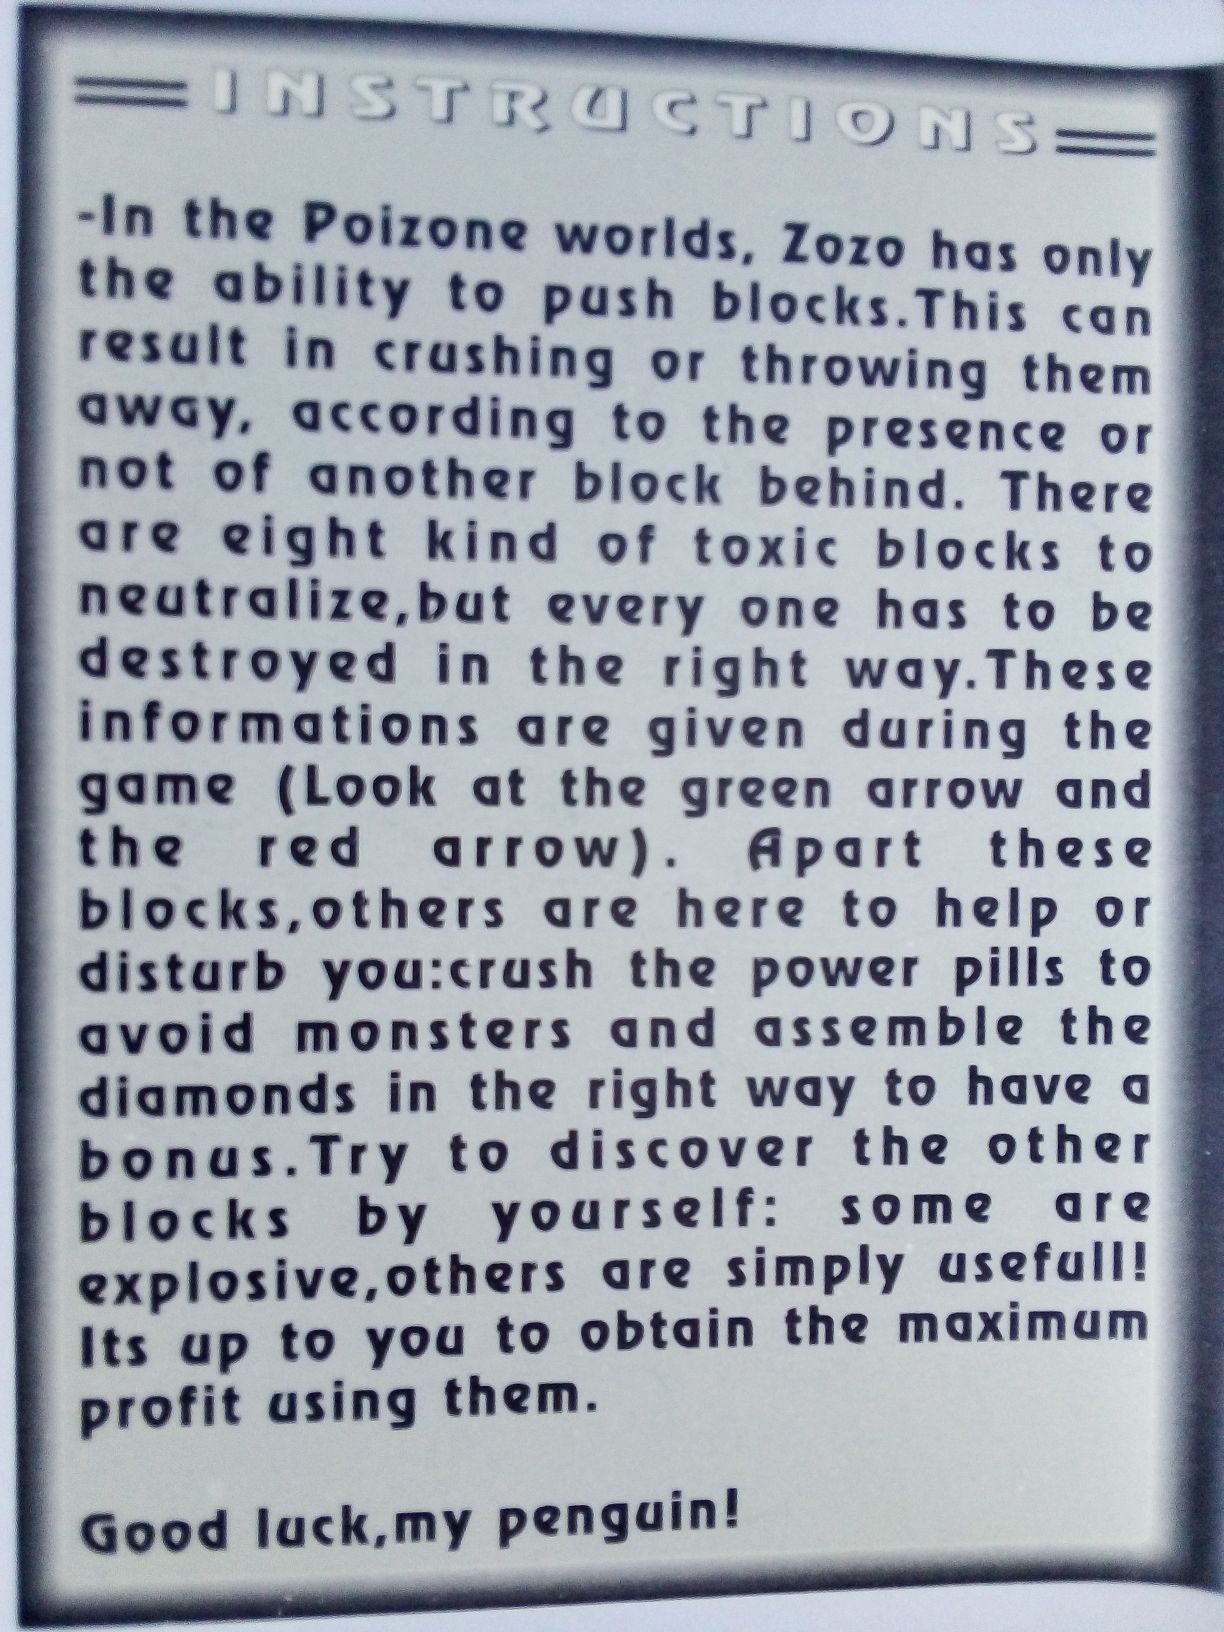 INSTRUCTIONS
-In the Poizone worlds, Zozo has only
the ability to push blocks.This can
result in crushing or throwing them
away, according to the presence or
not of another block behind. There
are eight kind of toxic blocks to
neutralize,but every one has to be
destroyed in the right way.These
informations are given during the
game (Look at the green arrow and
the red arrow). Apart these
blocks,others are here to help or
disturb you:crush the power pills to
avoid monsters and assemble the
diamonds in the right way to have a
bonus.Try to discover the other
blocks by yourself: some are
explosive,others are simply usefull!
Its up to you to obtain the maximum
profit using them.
Good luck,my penguin!